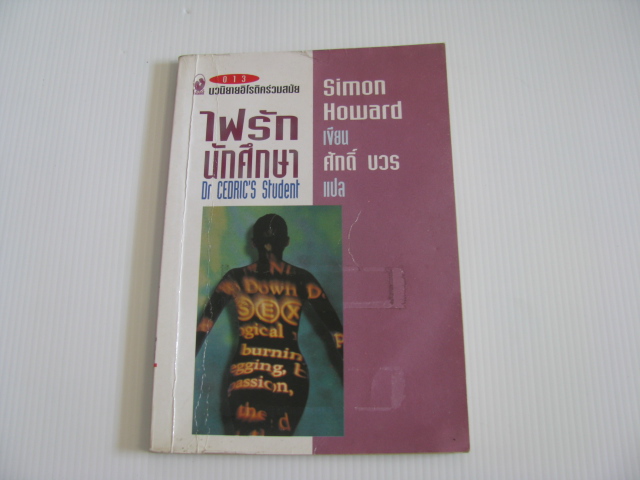 013
นวนิยายอีโรติคร่วมสมัย
ไฟรัก
นักศึกษา
Dr CEDRIC'S Student
Simon
Howard
เขียน
ศักดิ์ บวร
แปล
Down
SEX
ogical
burnin
egging,
passion,
the d